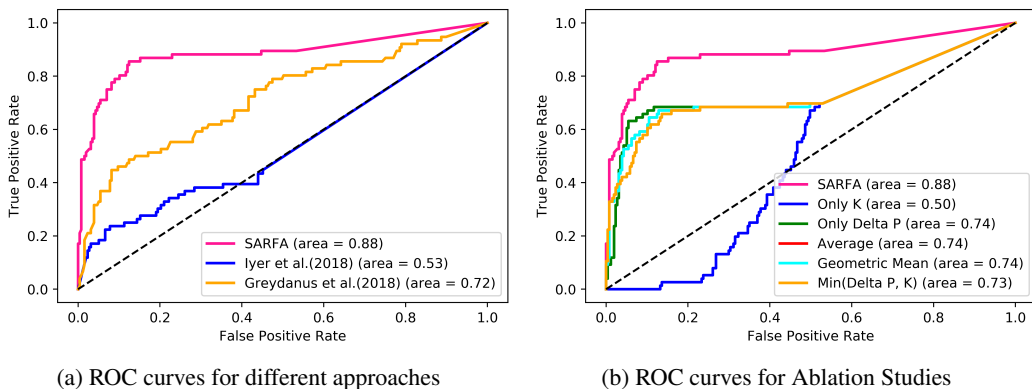 1.0
0.8
0.6
0.4
0.2
0.0
True Positive Rate
0.0 0.2 0.4 0.6 0.8 1.0
False Positive Rate
SARFA (area = 0.88)
Iyer et al.(2018) (area = 0.53)
Greydanus et al.(2018) (area = 0.72)
(a) ROC curves for different approaches
1.0
0.8
0.6
0.4
0.2
0.0
True Positive Rate
0.0 0.2 0.4 0.6 0.8 1.0
False Positive Rate
SARFA (area = 0.88)
Only K (area = 0.50)
Only Delta P (area = 0.74)
Average (area = 0.74)
Geometric Mean (area = 0.74)
Min(Delta P, K) (area = 0.73)
(b) ROC curves for Ablation Studies